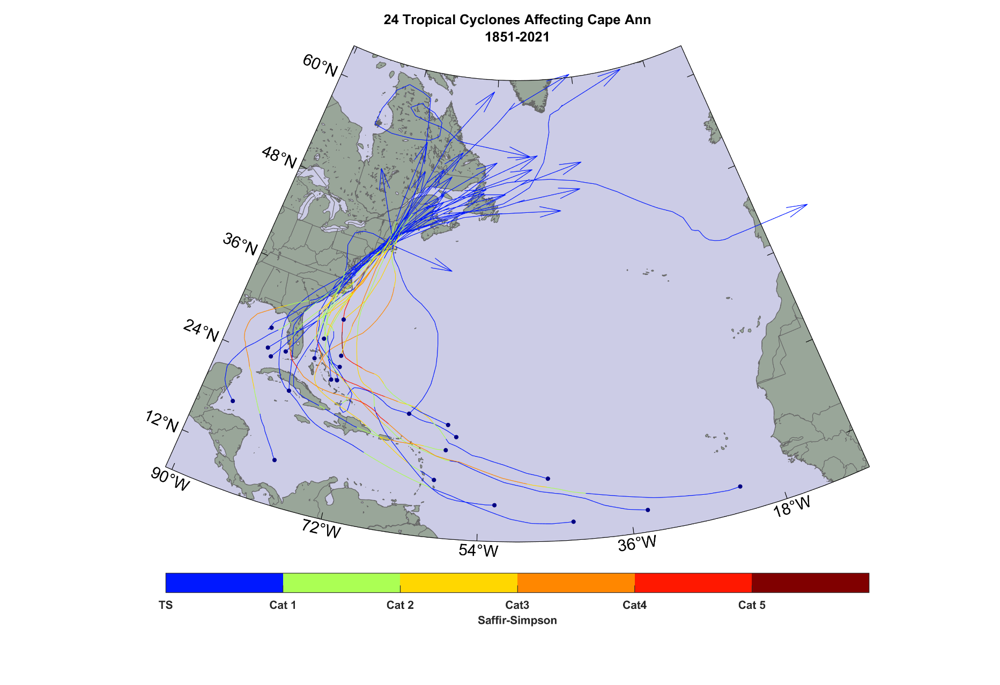 24 Tropical Cyclones Affecting Cape Ann
1851-2021
60°N
48°N
36°N
24°N
12°N
90°W
72°W
54°W
36°W
18°W
TS
Cat 1
Cat 2
Cat3
Cat4
Cat 5
Saffir-Simpson